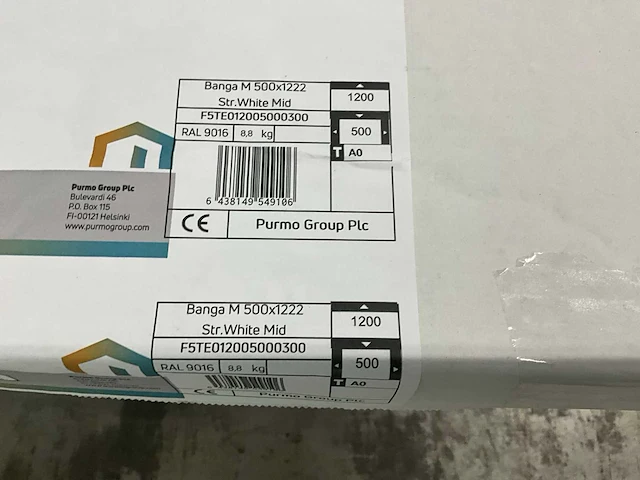 Banga M 500x1222
Str.White Mid
1200
F5TE012005000300
RAL 9016
8,8 kg
500
T A0
6 438149 549106
CE
Purmo Group Plc
Purmo Group Plc
Bulevardi 46
P.O. Box 115
FI-00121 Helsinki
www.purmogroup.com
Banga M 500x1222
Str.White Mid
1200
F5TE012005000300
RAL 9016
8,8 kg
500
T A0
CE
Purmo Group Plc